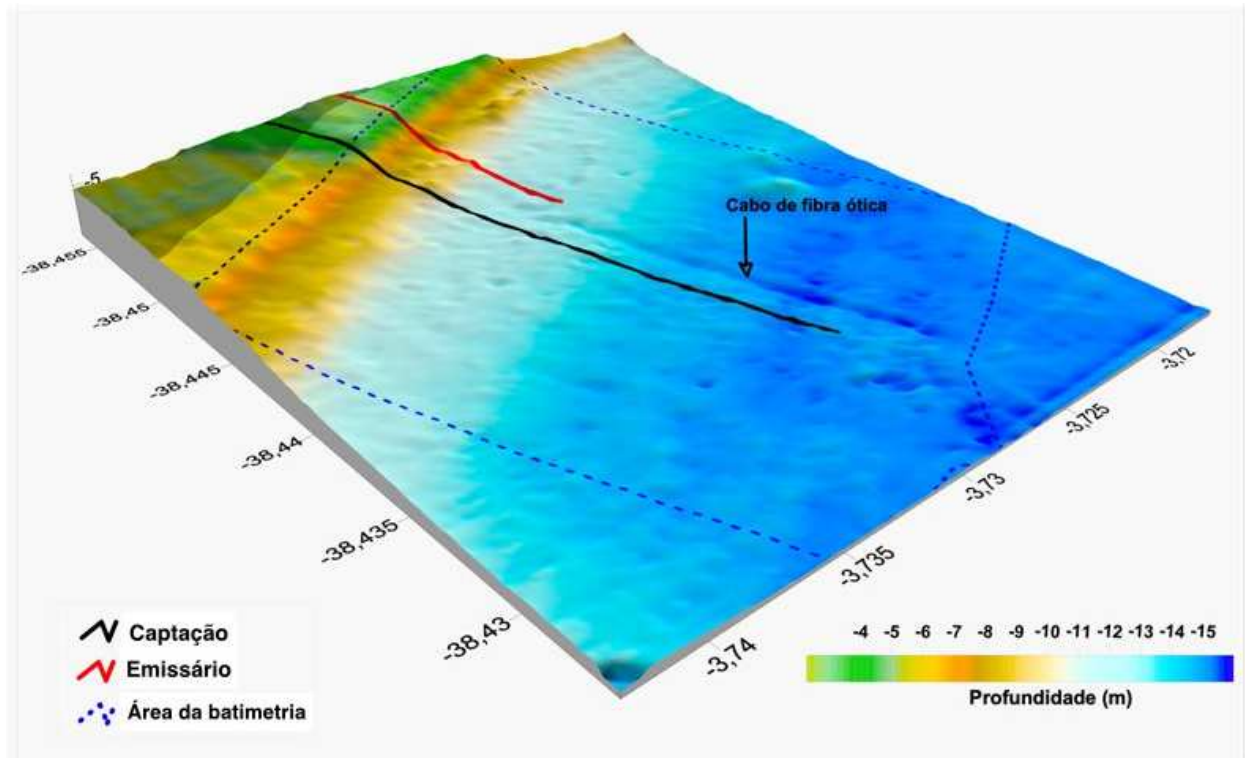 -5
-38,455
-38,45
-38,445
-38,44
-38,435
-38,43
Cabo de fibra ótica
-3,72
-3,725
-3,73
-3,735
-3,74
Captação
Emissário
Área da batimetria
-4 -5 -6 -7 -8 -9 -10 -11 -12 -13 -14 -15
Profundidade (m)